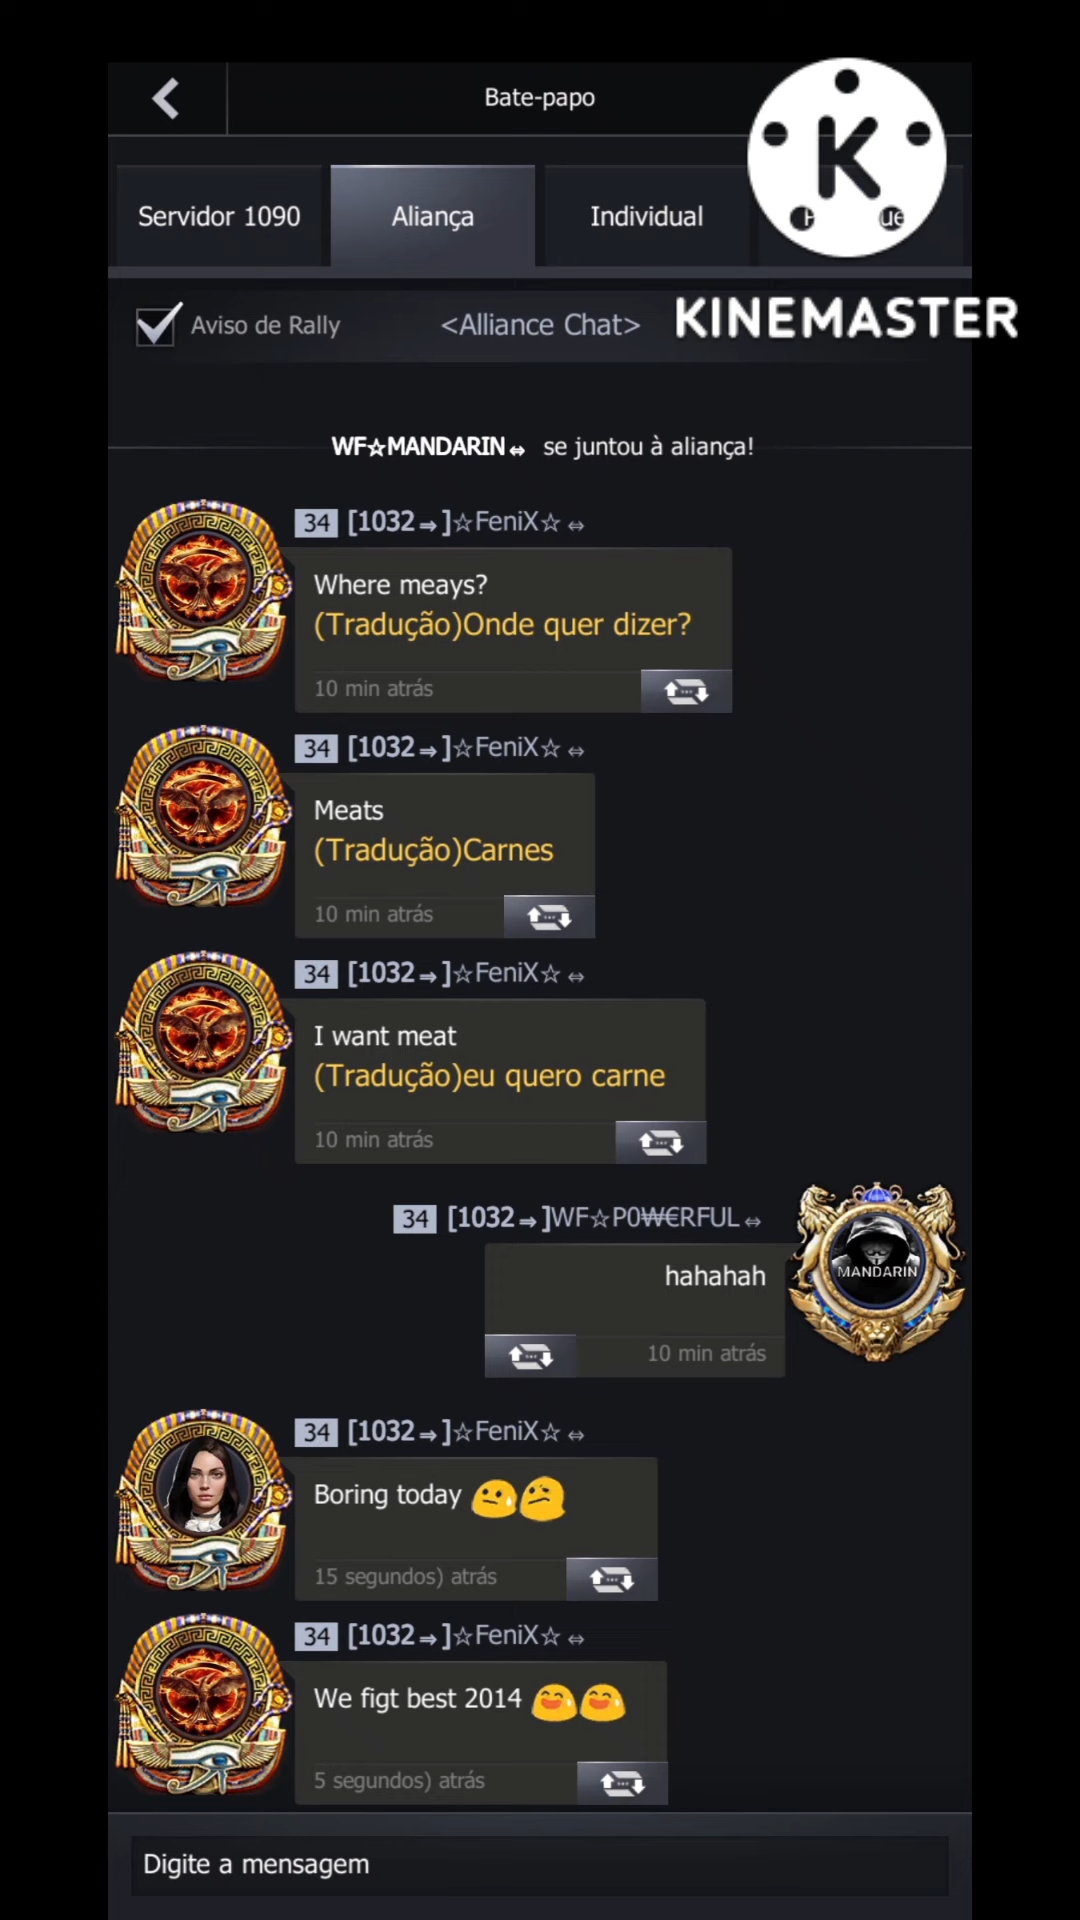 Bate-papo
K
Servidor 1090
Aliança
Individual
Aviso de Rally
<Alliance Chat>
KINEMASTER
WF☆MANDARIN⇔ se juntou à aliança!
34 [1032⇒]☆FeniX☆⇔
Where meays?
(Tradução)Onde quer dizer?
10 min atrás
34 [1032⇒]☆FeniX☆⇔
Meats
(Tradução)Carnes
10 min atrás
34 [1032⇒]☆FeniX☆⇔
I want meat
(Tradução)eu quero carne
10 min atrás
34 [1032⇒]WF☆P0₩€RFUL⇔
hahahah
MANDARIN
10 min atrás
34 [1032⇒]☆FeniX☆⇔
Boring today
15 segundos) atrás
34 [1032⇒]☆FeniX☆⇔
We figt best 2014
5 segundos) atrás
Digite a mensagem